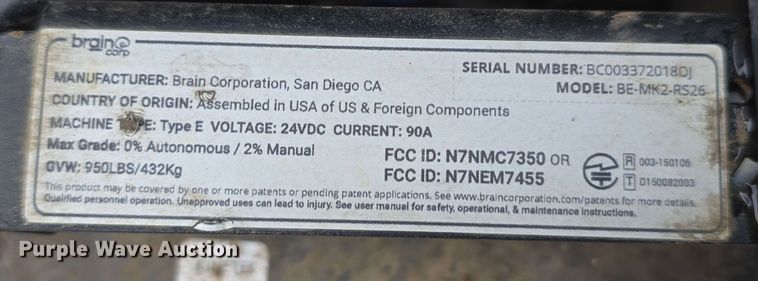 brain corp
SERIAL NUMBER: BC003372018DJ
MODEL: BE-MK2-RS26
MANUFACTURER: Brain Corporation, San Diego CA
COUNTRY OF ORIGIN: Assembled in USA of US & Foreign Components
MACHINE TYPE: Type E VOLTAGE: 24VDC CURRENT: 90A
Max Grade: 0% Autonomous / 2% Manual
GVW: 950LBS/432Kg
FCC ID: N7NMC7350 OR
FCC ID: N7NEM7455
R 003-150106
T D150082003
This product may be covered by one or more patents or pending patent applications. See www.braincorporation.com/patents for more details.
Qualified personnel operation. Unapproved uses can lead to injury. See user manual for safety, operational, & maintenance instructions.
Purple Wave Auction